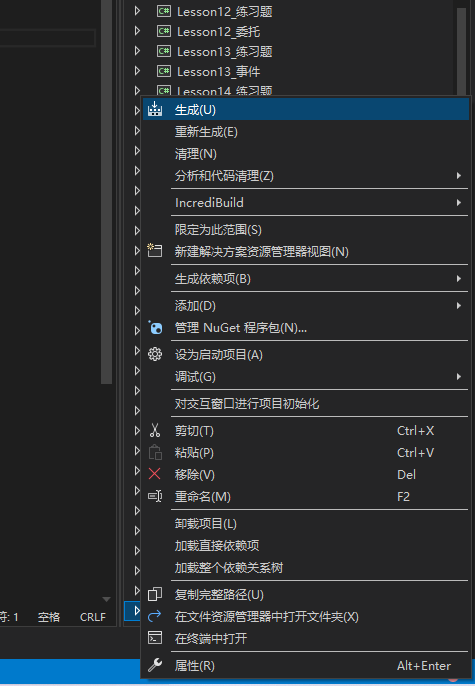 C# Lesson12_练习题
C# Lesson12_委托
C# Lesson13_练习题
C# Lesson13_事件
C# Lesson14_练习题
生成(U)
重新生成(E)
清理(N)
分析和代码清理(Z)
IncrediBuild
限定为此范围(S)
新建解决方案资源管理器视图(N)
生成依赖项(B)
添加(D)
管理 NuGet 程序包(N)...
设为启动项目(A)
调试(G)
对交互窗口进行项目初始化
剪切(T) Ctrl+X
粘贴(P) Ctrl+V
移除(V) Del
重命名(M) F2
卸载项目(L)
加载直接依赖项
加载整个依赖关系树
复制完整路径(U)
在文件资源管理器中打开文件夹(X)
符: 1 空格 CRLF
在终端中打开
属性(R) Alt+Enter